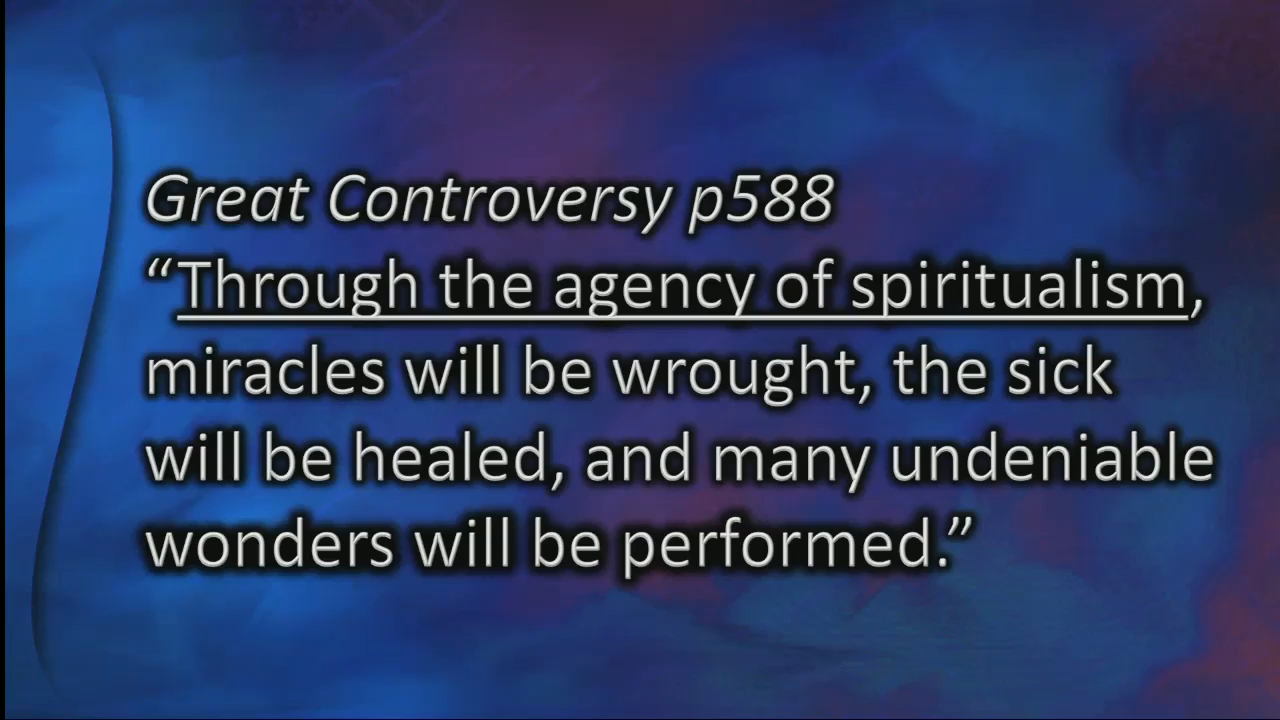 Great Controversy p588
“Through the agency of spiritualism,
miracles will be wrought, the sick
will be healed, and many undeniable
wonders will be performed.”